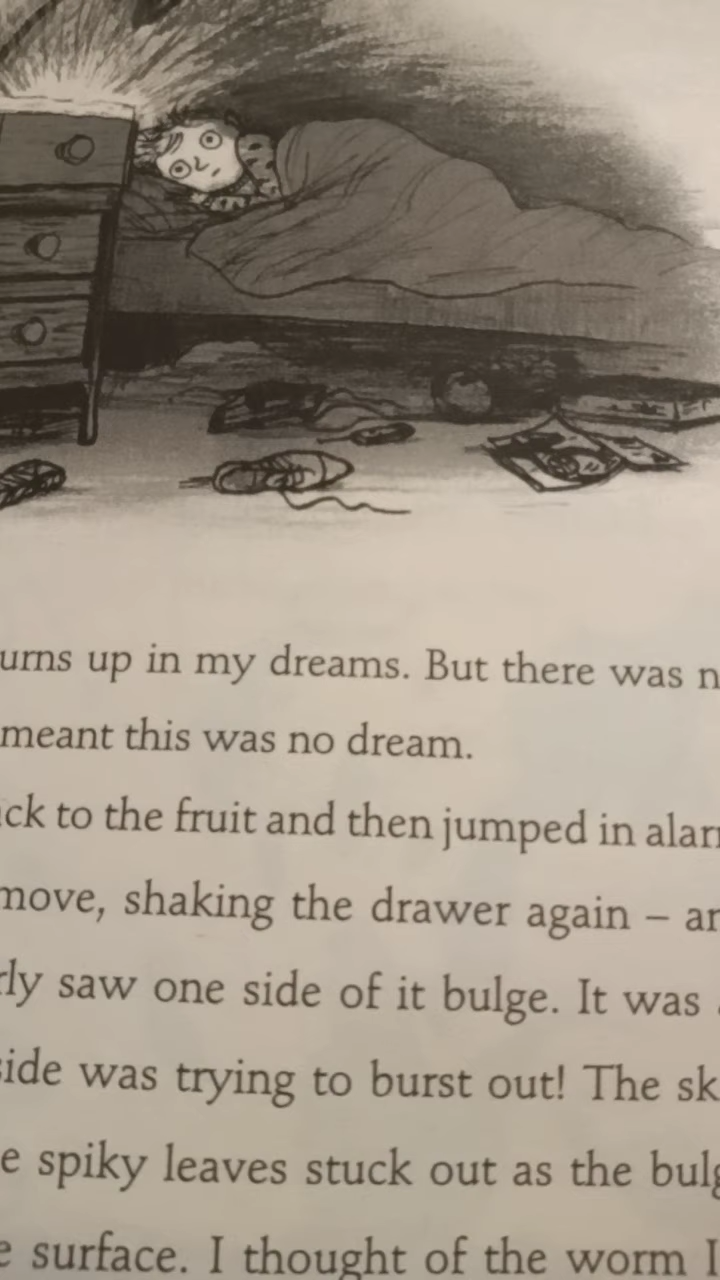 urns up in my dreams. But there was n
meant this was no dream.
ck to the fruit and then jumped in alar
move, shaking the drawer again – ar
rly saw one side of it bulge. It was
side was trying to burst out! The sk
e spiky leaves stuck out as the bulg
e surface. I thought of the worm I